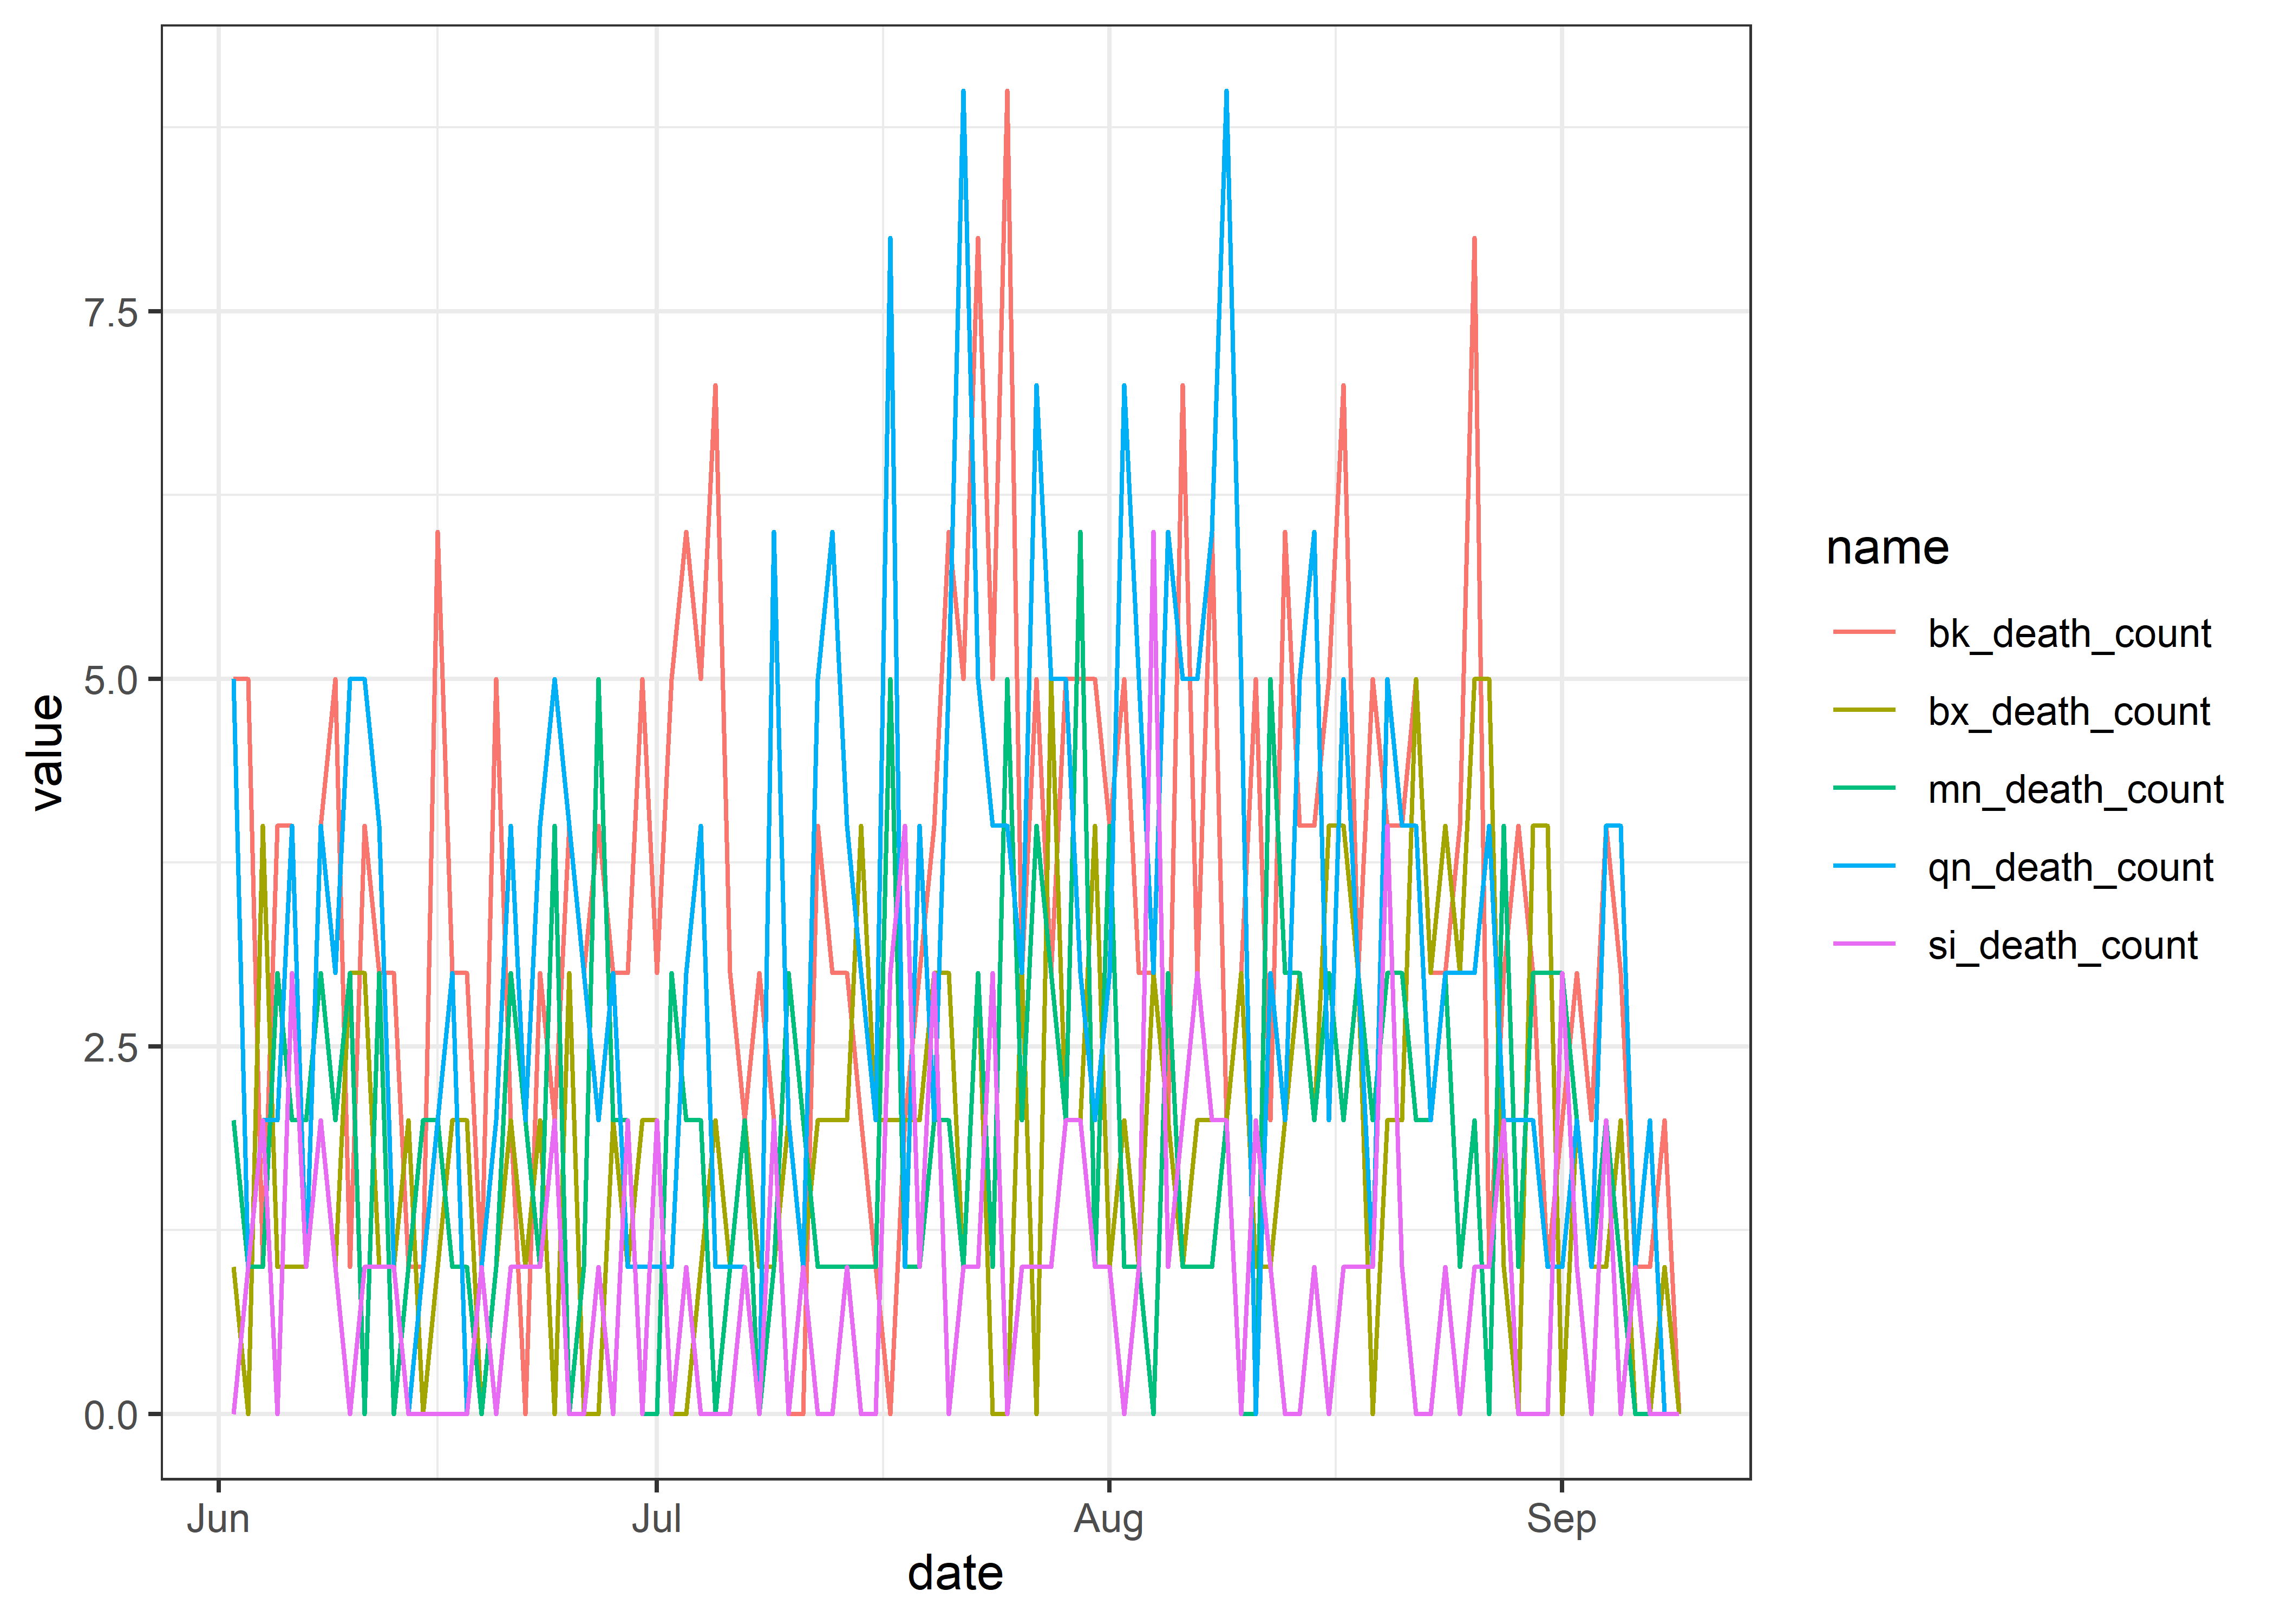 value
7.5
5.0
2.5
0.0
Jun Jul Aug Sep
date
name
bk_death_count
bx_death_count
mn_death_count
qn_death_count
si_death_count